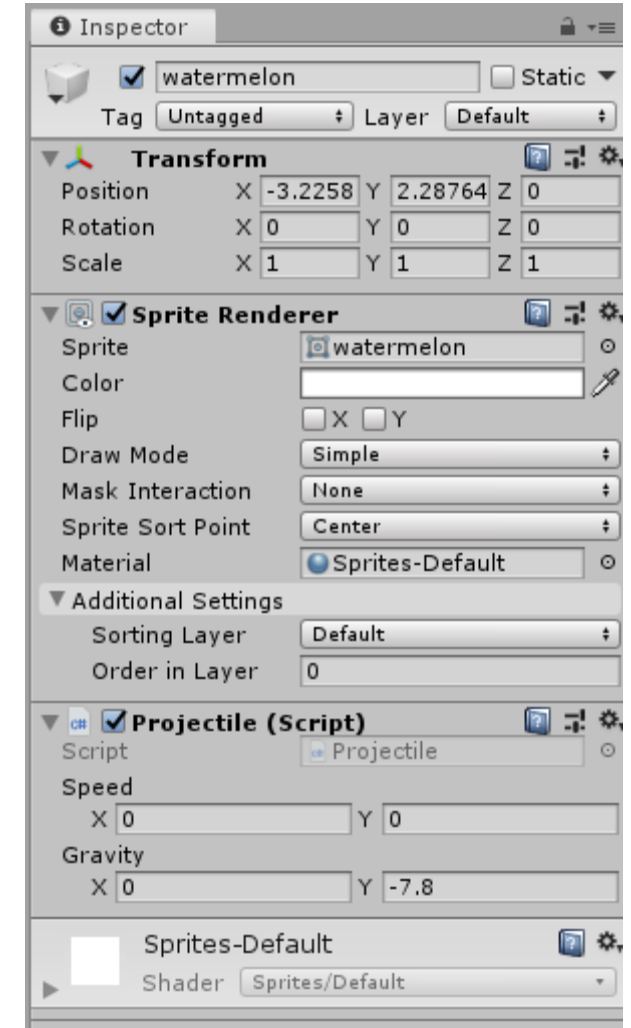 Inspector
watermelon Static
Tag Untagged Layer Default
Transform
Position X -3.2258 Y 2.28764 Z 0
Rotation X 0 Y 0 Z 0
Scale X 1 Y 1 Z 1
Sprite Renderer
Sprite watermelon
Color
Flip X Y
Draw Mode Simple
Mask Interaction None
Sprite Sort Point Center
Material Sprites-Default
Additional Settings
Sorting Layer Default
Order in Layer 0
c# Projectile (Script)
Script Projectile
Speed
X 0 Y 0
Gravity
X 0 Y -7.8
Sprites-Default
Shader Sprites/Default